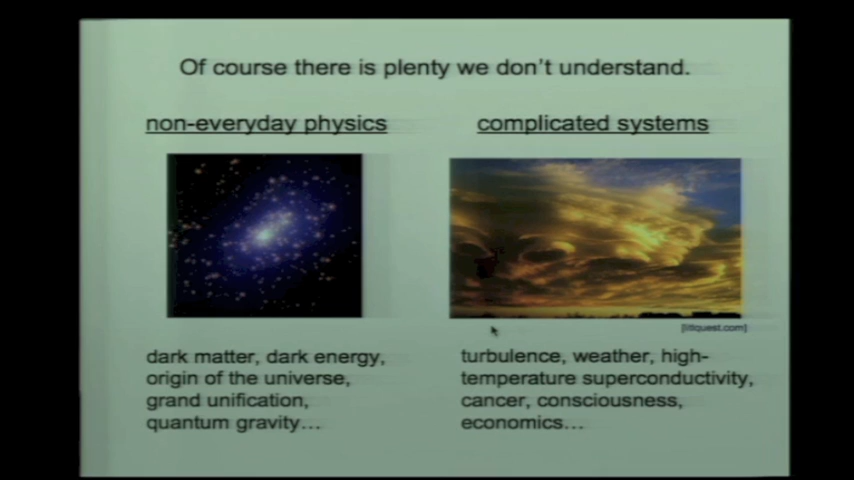 Of course there is plenty we don't understand.
non-everyday physics
complicated systems
dark matter, dark energy,
origin of the universe,
grand unification,
quantum gravity…
turbulence, weather, high-
temperature superconductivity,
cancer, consciousness,
economics…